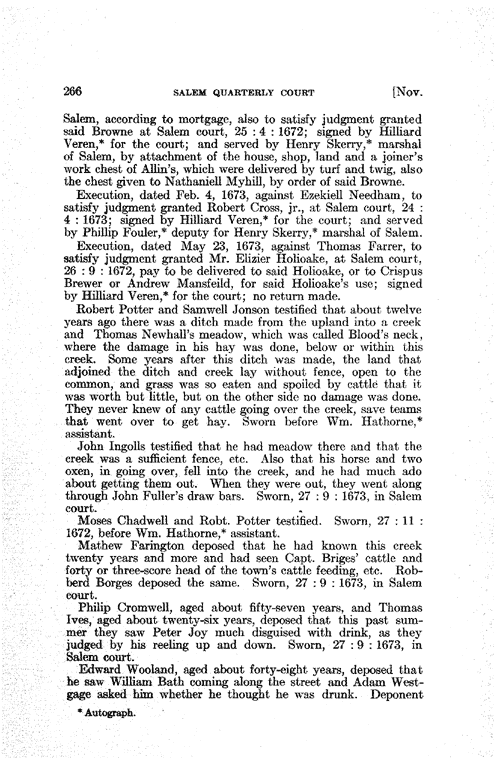 266 SALEM QUARTERLY COURT [Nov.
Salem, according to mortgage, also to satisfy judgment granted
said Browne at Salem court, 25 : 4 : 1672; signed by Hilliard
Veren,* for the court; and served by Henry Skerry,* marshal
of Salem, by attachment of the house, shop, land and a joiner's
work chest of Allin's, which were delivered by turf and twig, also
the chest given to Nathaniell Myhill, by order of said Browne.
Execution, dated Feb. 4, 1673, against Ezekiell Needham, to
satisfy judgment granted Robert Cross, jr., at Salem court, 24 :
4 : 1673; signed by Hilliard Veren,* for the court; and served
by Phillip Fouler,* deputy for Henry Skerry,* marshal of Salem.
Execution, dated May 23, 1673, against Thomas Farrer, to
satisfy judgment granted Mr. Elizier Holioake, at Salem court,
26 : 9 : 1672, pay to be delivered to said Holioake, or to Crispus
Brewer or Andrew Mansfeild, for said Holioake's use; signed
by Hilliard Veren,* for the court; no return made.
Robert Potter and Samwell Jonson testified that about twelve
years ago there was a ditch made from the upland into a creek
and Thomas Newhall's meadow, which was called Blood's neck,
where the damage in his hay was done, below or within this
creek. Some years after this ditch was made, the land that
adjoined the ditch and creek lay without fence, open to the
common, and grass was so eaten and spoiled by cattle that it
was worth but little, but on the other side no damage was done.
They never knew of any cattle going over the creek, save teams
that went over to get hay. Sworn before Wm. Hathorne,*
assistant.
John Ingolls testified that he had meadow there and that the
creek was a sufficient fence, etc. Also that his horse and two
oxen, in going over, fell into the creek, and he had much ado
about getting them out. When they were out, they went along
through John Fuller's draw bars. Sworn, 27 : 9 : 1673, in Salem
court.
Moses Chadwell and Robt. Potter testified. Sworn, 27 : 11 :
1672, before Wm. Hathorne,* assistant.
Mathew Farington deposed that he had known this creek
twenty years and more and had seen Capt. Briges' cattle and
forty or three-score head of the town's cattle feeding, etc. Rob-
berd Borges deposed the same. Sworn, 27 : 9 : 1673, in Salem
court.
Philip Cromwell, aged about fifty-seven years, and Thomas
Ives, aged about twenty-six years, deposed that this past sum-
mer they saw Peter Joy much disguised with drink, as they
judged by his reeling up and down. Sworn, 27 : 9 : 1673, in
Salem court.
Edward Wooland, aged about forty-eight years, deposed that
he saw William Bath coming along the street and Adam West-
gage asked him whether he thought he was drunk. Deponent
* Autograph.